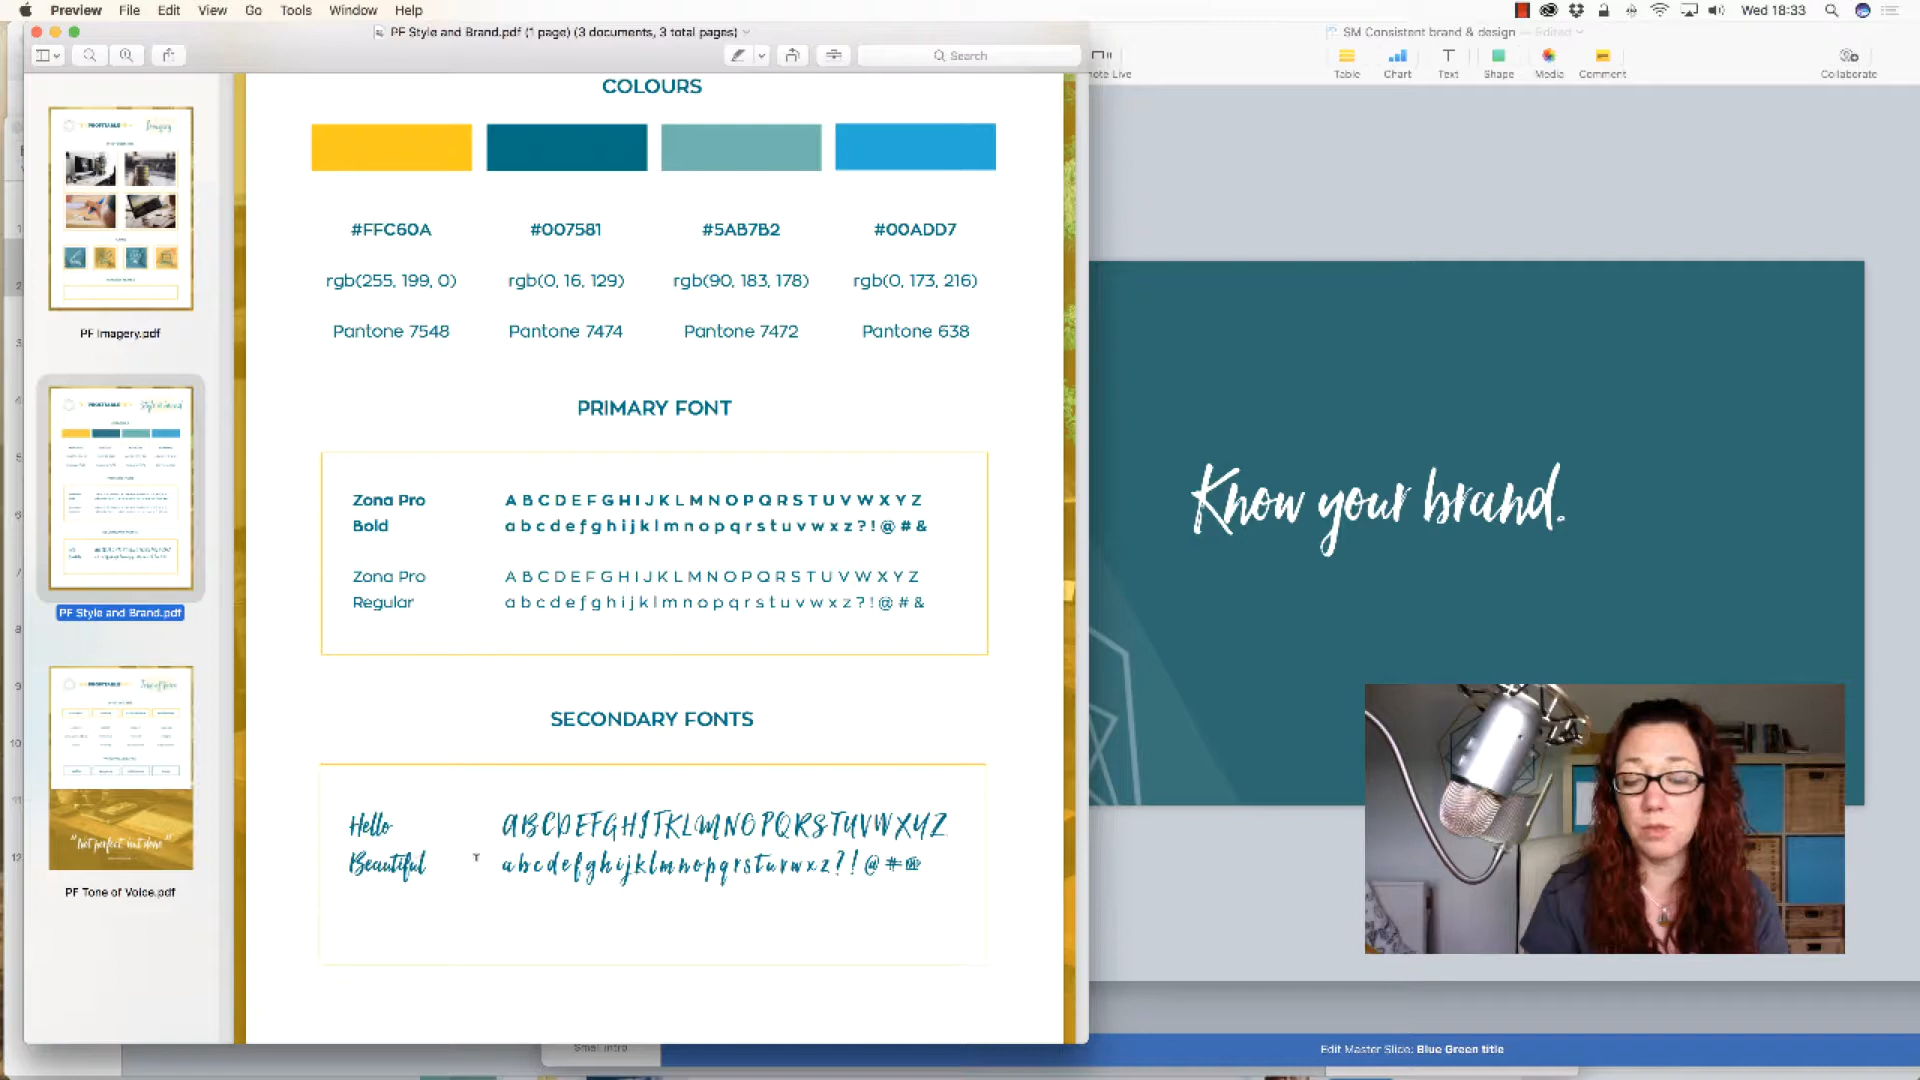 Preview File Edit View Go Tools Window Help
Wed 18:33
PF Style and Brand.pdf (1 page) (3 documents, 3 total pages)
Search
SM Consistent brand & design — Edited
Table Chart Text Shape Media Comment
Collaborate
PF Imagery.pdf
PF Style and Brand.pdf
"Not perfect but done"
PF Tone of Voice.pdf
COLOURS
#FFC60A #007581 #5AB7B2 #00ADD7
rgb(255, 199, 0) rgb(0, 16, 129) rgb(90, 183, 178) rgb(0, 173, 216)
Pantone 7548 Pantone 7474 Pantone 7472 Pantone 638
PRIMARY FONT
Zona Pro Bold
A B C D E F G H I J K L M N O P Q R S T U V W X Y Z
a b c d e f g h i j k l m n o p q r s t u v w x z ? ! @ # &
Zona Pro Regular
A B C D E F G H I J K L M N O P Q R S T U V W X Y Z
a b c d e f g h i j k l m n o p q r s t u v w x z ? ! @ # &
SECONDARY FONTS
Hello Beautiful
A B C D E F G H I J K L M N O P Q R S T U V W X Y Z
a b c d e f g h i j k l m n o p q r s t u v w x z ? ! @ #
Know your brand.
Edit Master Slide: Blue Green title